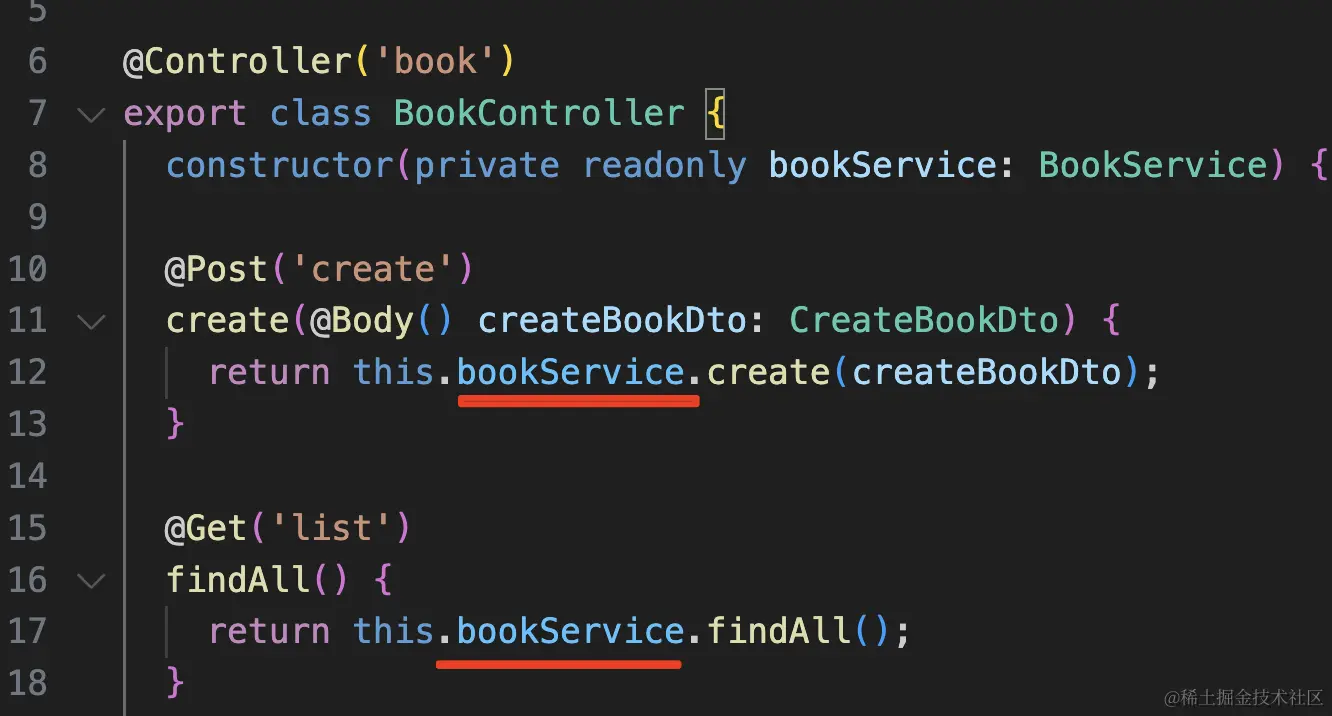 5
6 @Controller('book')
7 export class BookController {
8 constructor(private readonly bookService: BookService) {
9
10 @Post('create')
11 create(@Body() createBookDto: CreateBookDto) {
12 return this.bookService.create(createBookDto);
13 }
14
15 @Get('list')
16 findAll() {
17 return this.bookService.findAll();
18 }
@稀土掘金技术社区